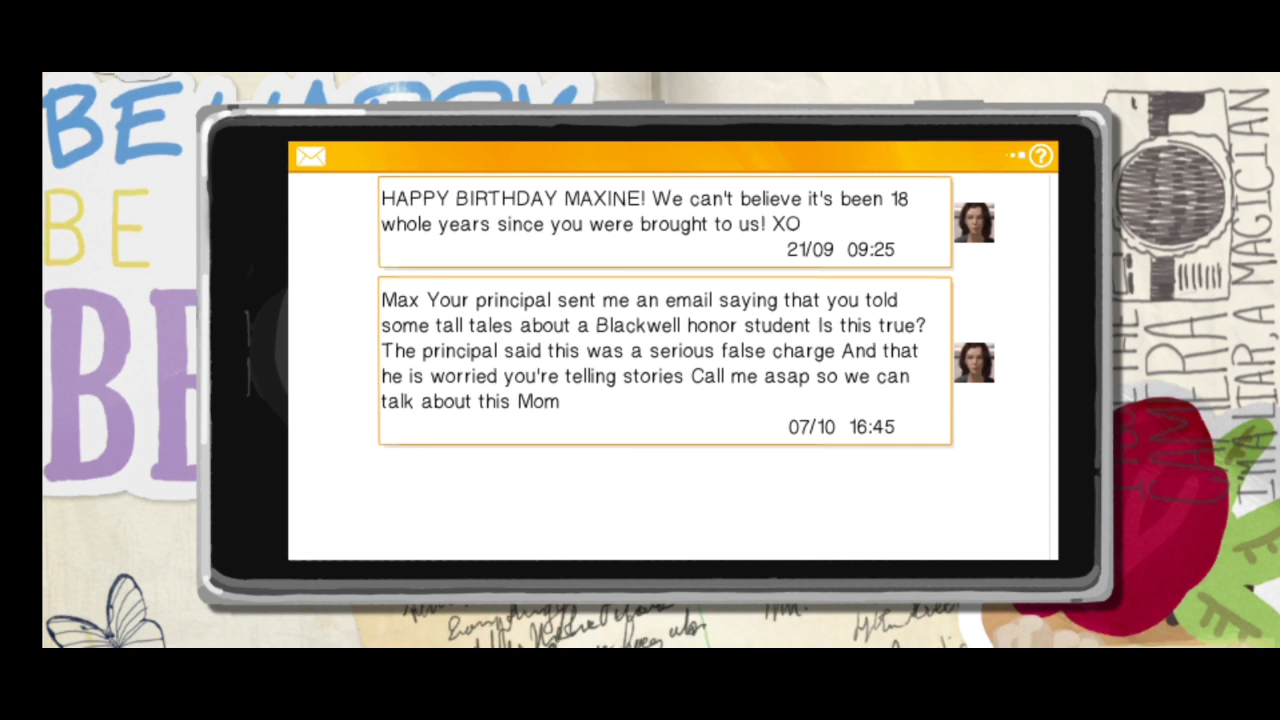 BE HAPPY
BE
BE
HAPPY BIRTHDAY MAXINE! We can't believe it's been 18
whole years since you were brought to us! XO
21/09 09:25
Max Your principal sent me an email saying that you told
some tall tales about a Blackwell honor student Is this true?
The principal said this was a serious false charge And that
he is worried you're telling stories Call me asap so we can
talk about this Mom
07/10 16:45
THE
LIAR, A MAGICIAN